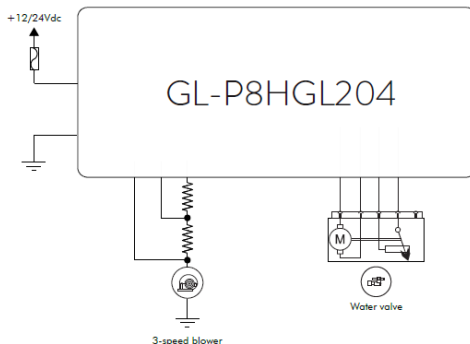 +12/24Vdc
GL-P8HGL204
M
Water valve
3-speed blower